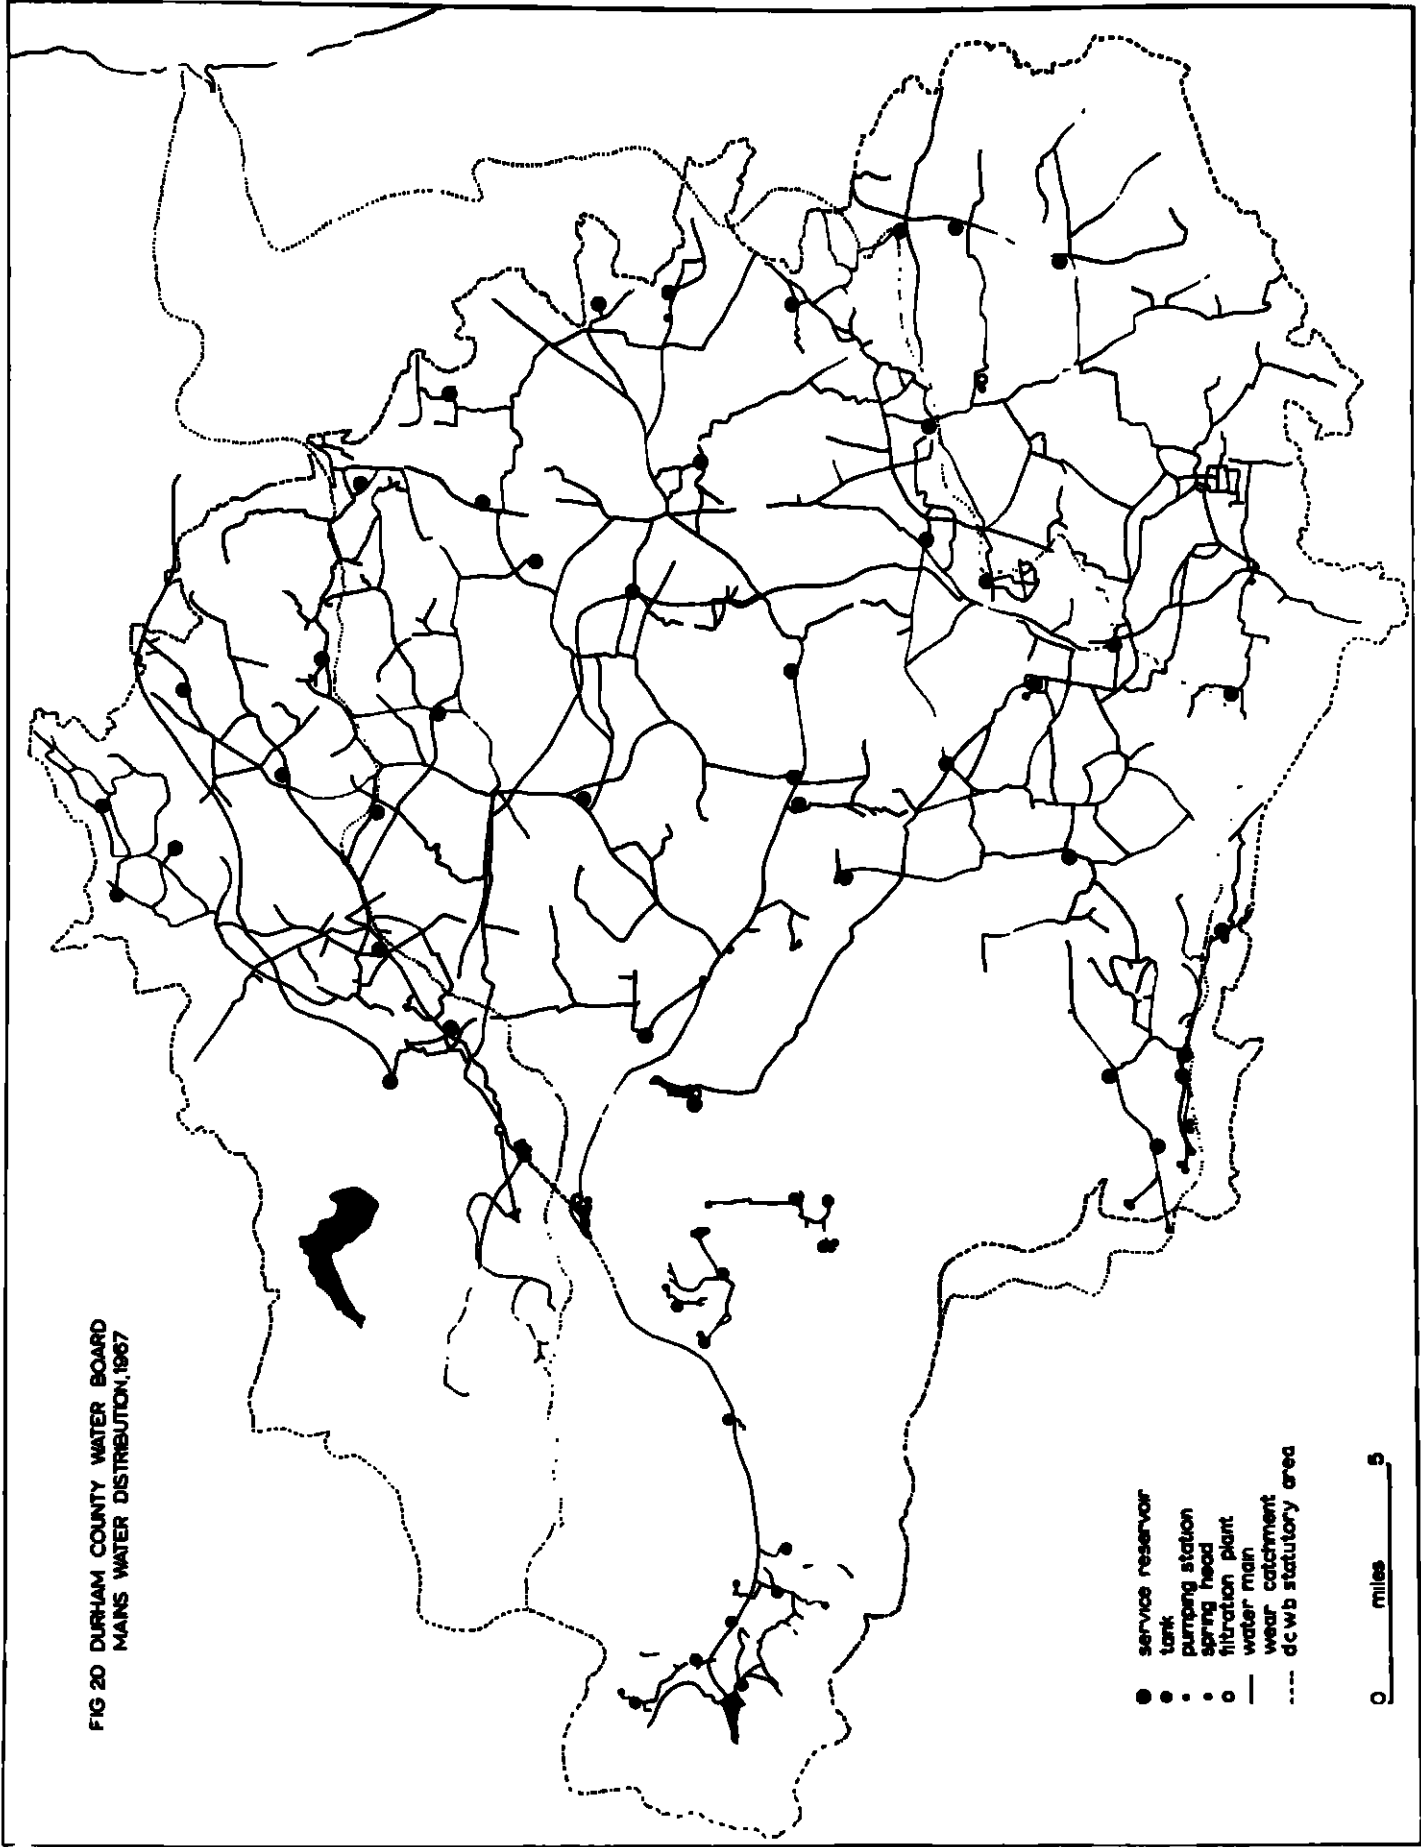 FIG 20 DURHAM COUNTY WATER BOARD
MAINS WATER DISTRIBUTION, 1967
service reservoir
tank
pumping station
spring head
filtration plant
water main
wear catchment
dcwb statutory area
0 miles 5